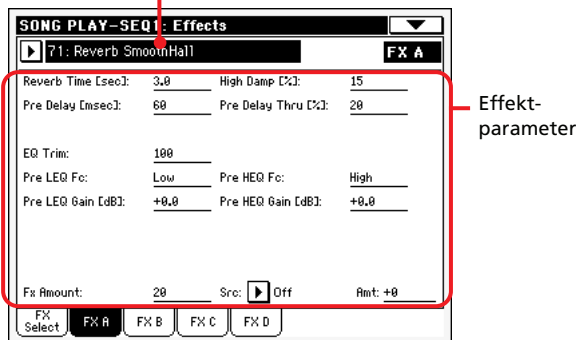 SONG PLAY-SEQ1: Effects
71: Reverb SmoothHall FX A
Reverb Time [sec]: 3.0 High Damp [%]: 15
Pre Delay [msec]: 60 Pre Delay Thru [%]: 20
EQ Trim: 100
Pre LEQ Fc: Low Pre HEQ Fc: High
Pre LEQ Gain [dB]: +0.0 Pre HEQ Gain [dB]: +0.0
Fx Amount: 20 Src: Off Amt: +0
FX Select FX A FX B FX C FX D
Effekt-
parameter